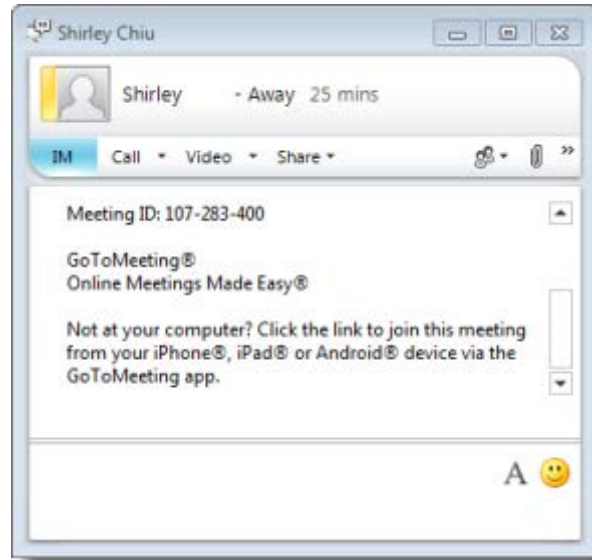 Shirley Chiu
Shirley - Away 25 mins
IM Call Video Share »
Meeting ID: 107-283-400
GoToMeeting®
Online Meetings Made Easy®
Not at your computer? Click the link to join this meeting
from your iPhone®, iPad® or Android® device via the
GoToMeeting app.
A